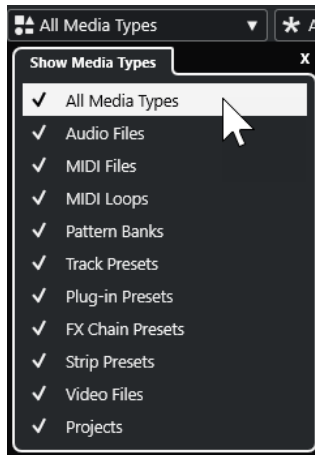 All Media Types
Show Media Types X
All Media Types
Audio Files
MIDI Files
MIDI Loops
Pattern Banks
Track Presets
Plug-in Presets
FX Chain Presets
Strip Presets
Video Files
Projects